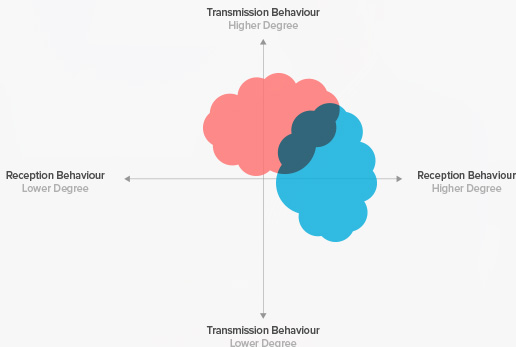 Transmission Behaviour
Higher Degree
Reception Behaviour
Lower Degree
Reception Behaviour
Higher Degree
Transmission Behaviour
Lower Degree